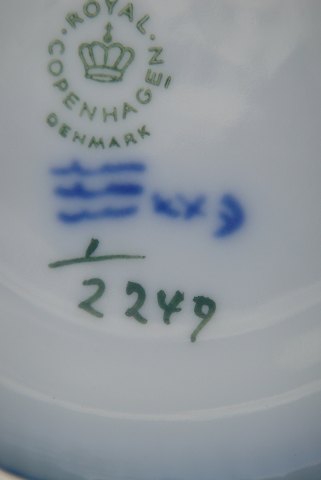 ROYAL
COPENHAGEN
DENMARK
1
2249